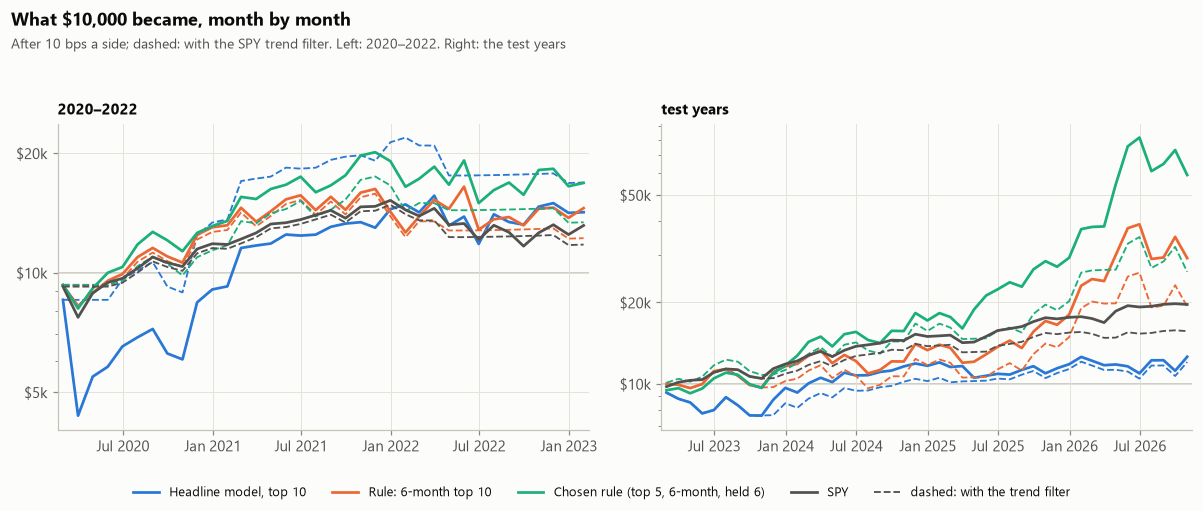 What $10,000 became, month by month
After 10 bps a side; dashed: with the SPY trend filter. Left: 2020–2022. Right: the test years
2020–2022
$20k
$10k
$5k
Jul 2020
Jan 2021
Jul 2021
Jan 2022
Jul 2022
Jan 2023
test years
$50k
$20k
$10k
Jul 2023
Jan 2024
Jul 2024
Jan 2025
Jul 2025
Jan 2026
Jul 2026
Headline model, top 10
Rule: 6-month top 10
Chosen rule (top 5, 6-month, held 6)
SPY
dashed: with the trend filter